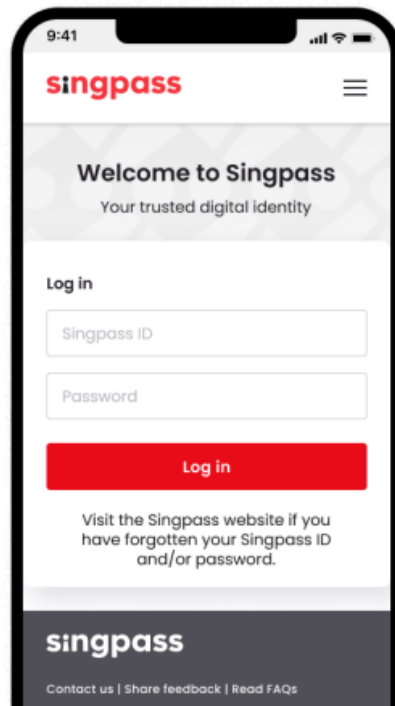 9:41
singpass
Welcome to Singpass
Your trusted digital identity
Log in
Singpass ID
Password
Log in
Visit the Singpass website if you
have forgotten your Singpass ID
and/or password.
singpass
Contact us | Share feedback | Read FAQs